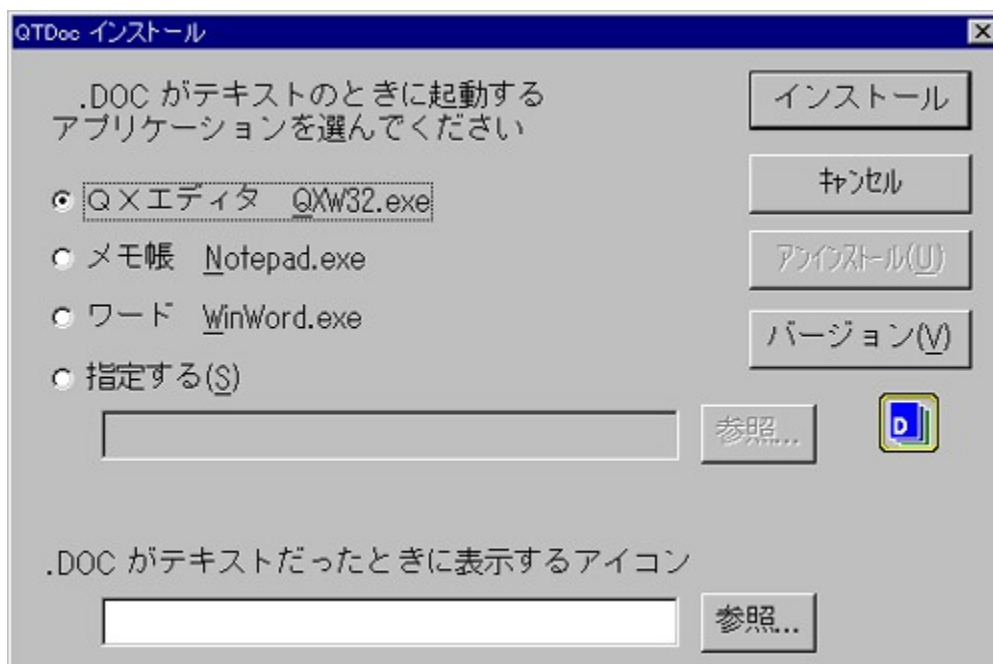 QTDoc インストール
.DOC がテキストのときに起動する
アプリケーションを選んでください
QXエディタ QXW32.exe
メモ帳 Notepad.exe
ワード WinWord.exe
指定する(S)
参照...
インストール
キャンセル
アンインストール(U)
バージョン(V)
D
.DOC がテキストだったときに表示するアイコン
参照...